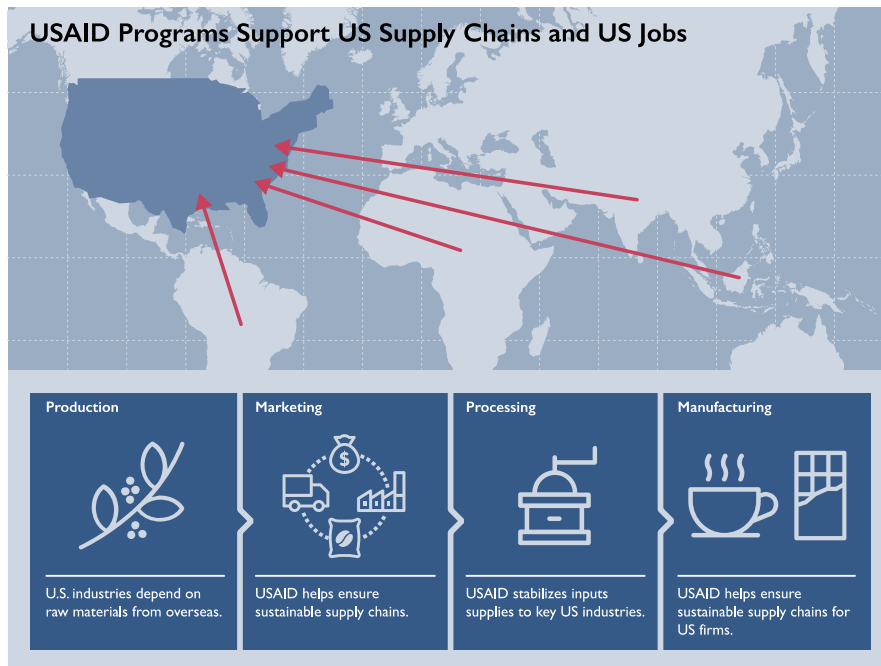 USAID Programs Support US Supply Chains and US Jobs
Production
U.S. industries depend on
raw materials from overseas.
Marketing
$
USAID helps ensure
sustainable supply chains.
Processing
USAID stabilizes inputs
supplies to key US industries.
Manufacturing
USAID helps ensure
sustainable supply chains for
US firms.